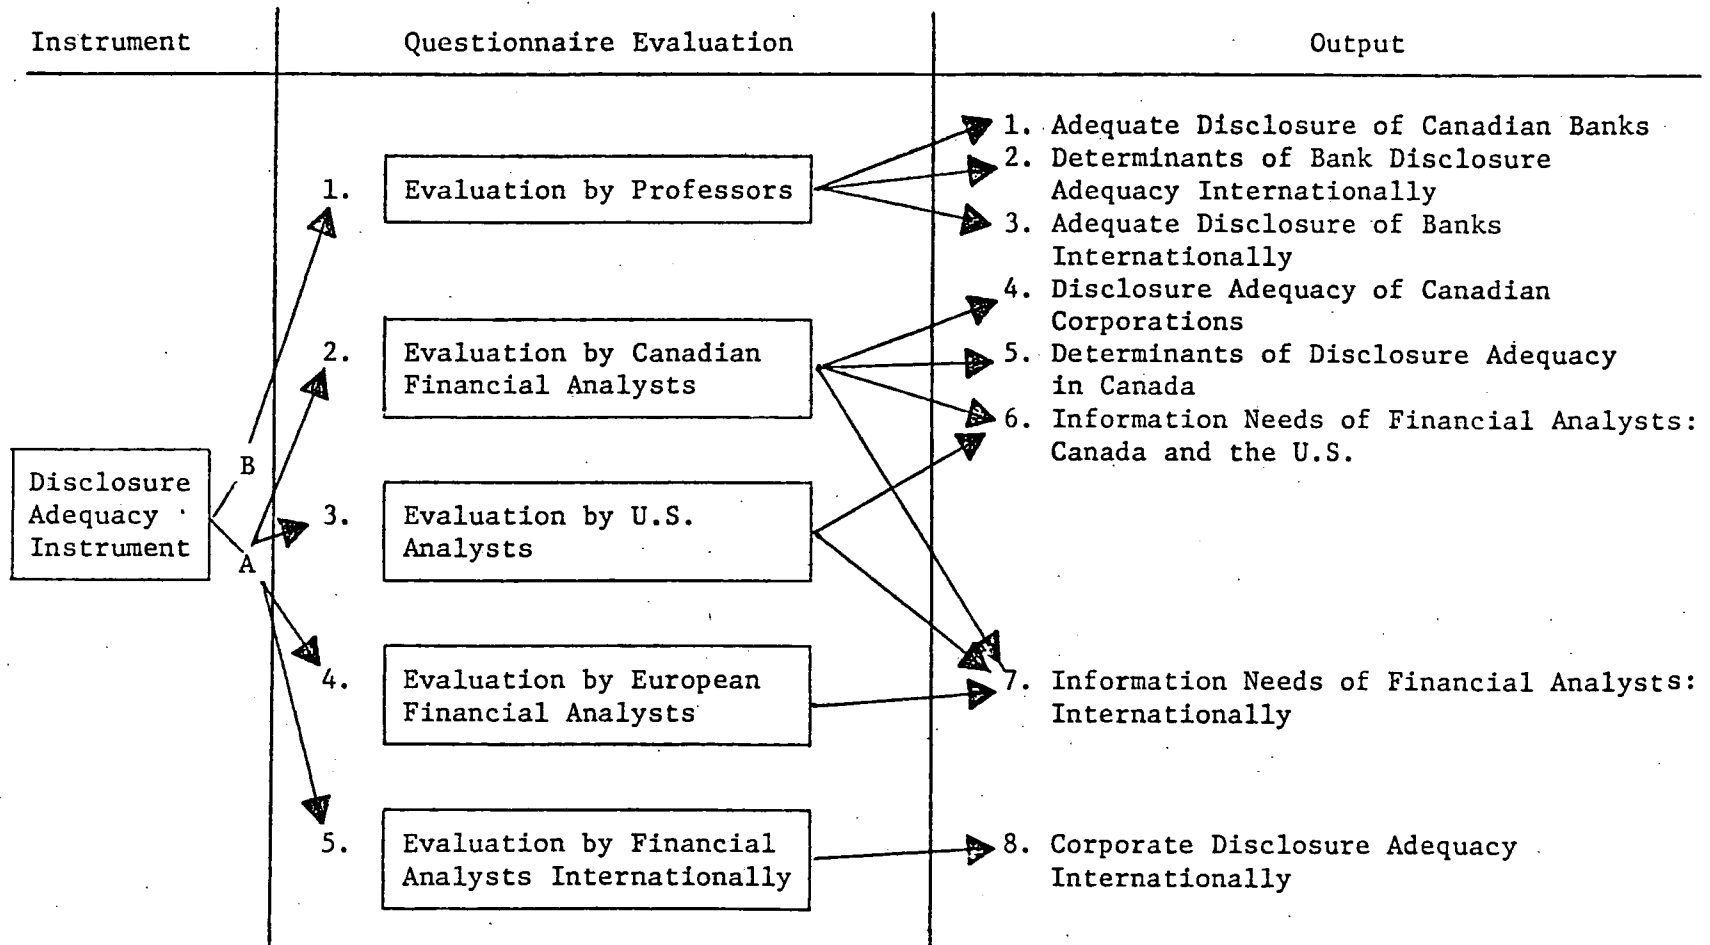 Instrument
Questionnaire Evaluation
Output
Disclosure
Adequacy
Instrument
B
A
1.
Evaluation by Professors
2.
Evaluation by Canadian
Financial Analysts
3.
Evaluation by U.S.
Analysts
4.
Evaluation by European
Financial Analysts
5.
Evaluation by Financial
Analysts Internationally
1. Adequate Disclosure of Canadian Banks
2. Determinants of Bank Disclosure
Adequacy Internationally
3. Adequate Disclosure of Banks
Internationally
4. Disclosure Adequacy of Canadian
Corporations
5. Determinants of Disclosure Adequacy
in Canada
6. Information Needs of Financial Analysts:
Canada and the U.S.
7. Information Needs of Financial Analysts:
Internationally
8. Corporate Disclosure Adequacy
Internationally